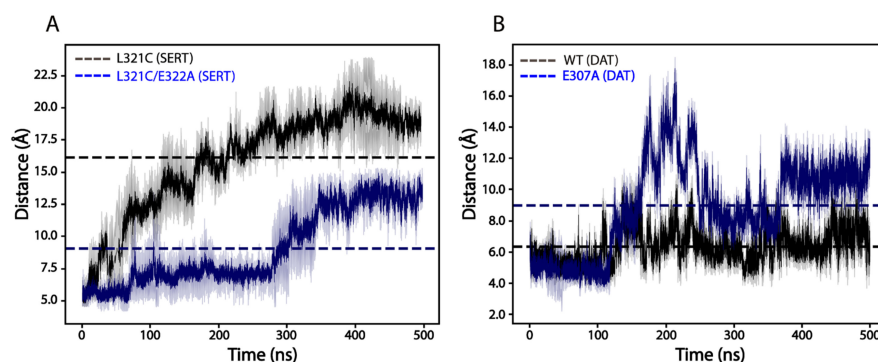 A
L321C (SERT)
L321C/E322A (SERT)
Distance (Å)
22.5
20.0
17.5
15.0
12.5
10.0
7.5
5.0
0 100 200 300 400 500
Time (ns)
B
WT (DAT)
E307A (DAT)
Distance (Å)
18.0
16.0
14.0
12.0
10.0
8.0
6.0
4.0
2.0
0 100 200 300 400 500
Time (ns)